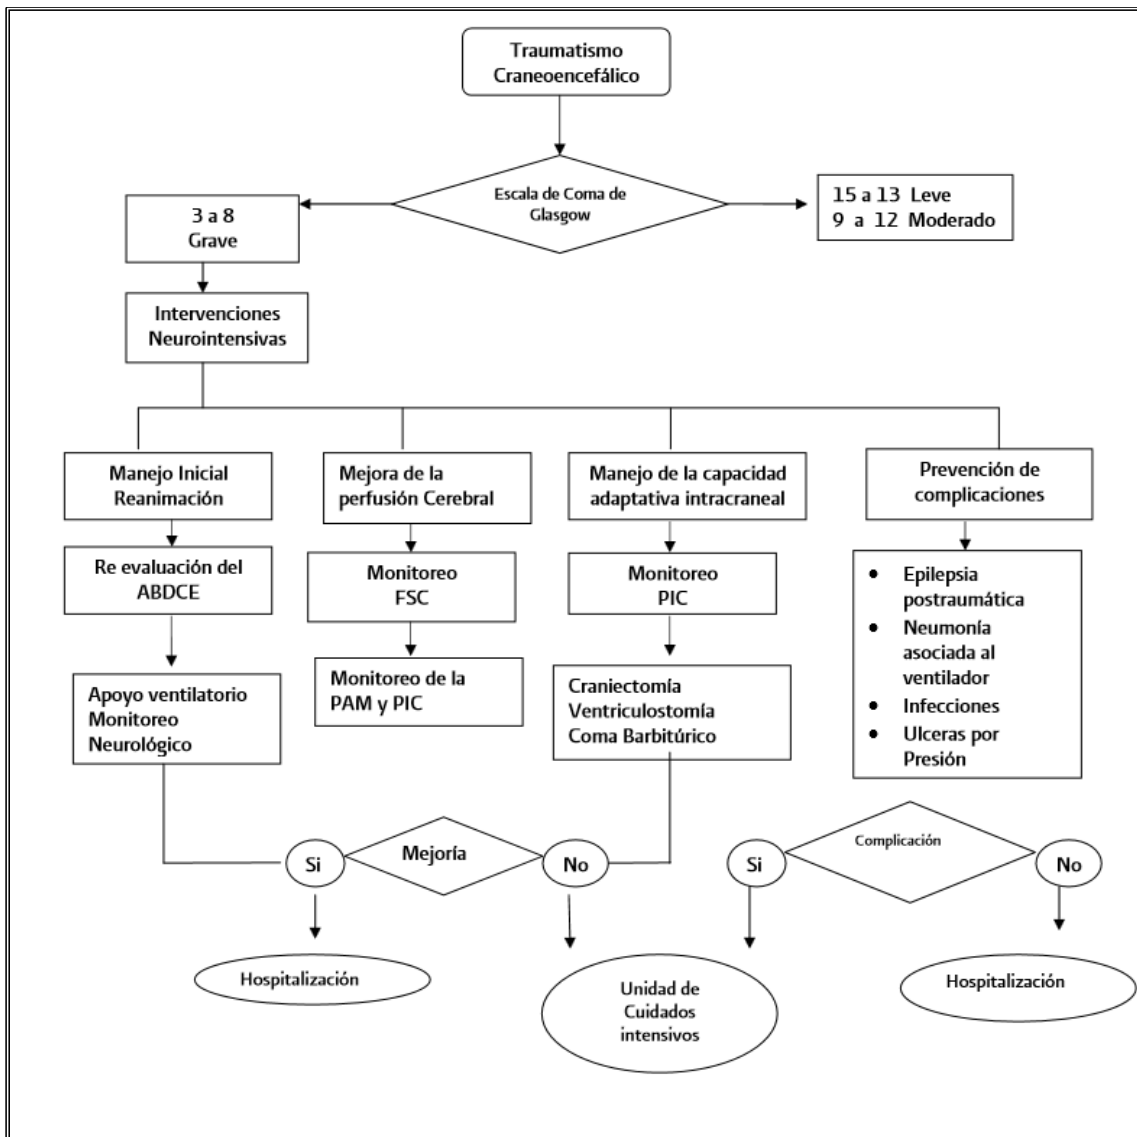 Traumatismo
Craneoencefálico
Escala de Coma de
Glasgow
15 a 13 Leve
9 a 12 Moderado
3 a 8
Grave
Intervenciones
Neurointensivas
Manejo Inicial
Reanimación
Mejora de la
perfusión Cerebral
Manejo de la capacidad
adaptativa intracraneal
Prevención de
complicaciones
Re evaluación del
ABDCE
Monitoreo
FSC
Monitoreo
PIC
• Epilepsia
postraumática
• Neumonía
asociada al
ventilador
• Infecciones
• Ulceras por
Presión
Apoyo ventilatorio
Monitoreo
Neurológico
Monitoreo de la
PAM y PIC
Craniectomía
Ventriculostomía
Coma Barbitúrico
Si
Mejoría
No
Si
Complicación
No
Hospitalización
Unidad de
Cuidados
intensivos
Hospitalización